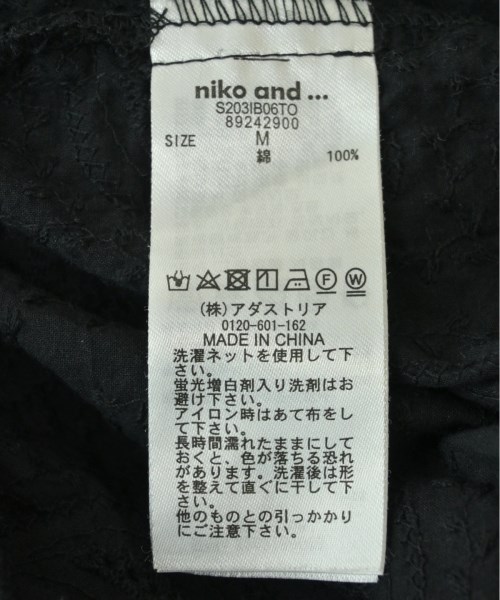 niko and ...
S203IB06TO
89242900
SIZE M
綿 100%
F W
(株)アダストリア
0120-601-162
MADE IN CHINA
洗濯ネットを使用して下
さい。
蛍光増白剤入り洗剤はお
避け下さい。
アイロン時はあて布をし
て下さい。
長時間濡れたままにして
おくと、色が落ちる恐れ
があります。洗濯後は形
を整えて直ぐに干して下
さい。
他のものとの引っかかり
にご注意下さい。